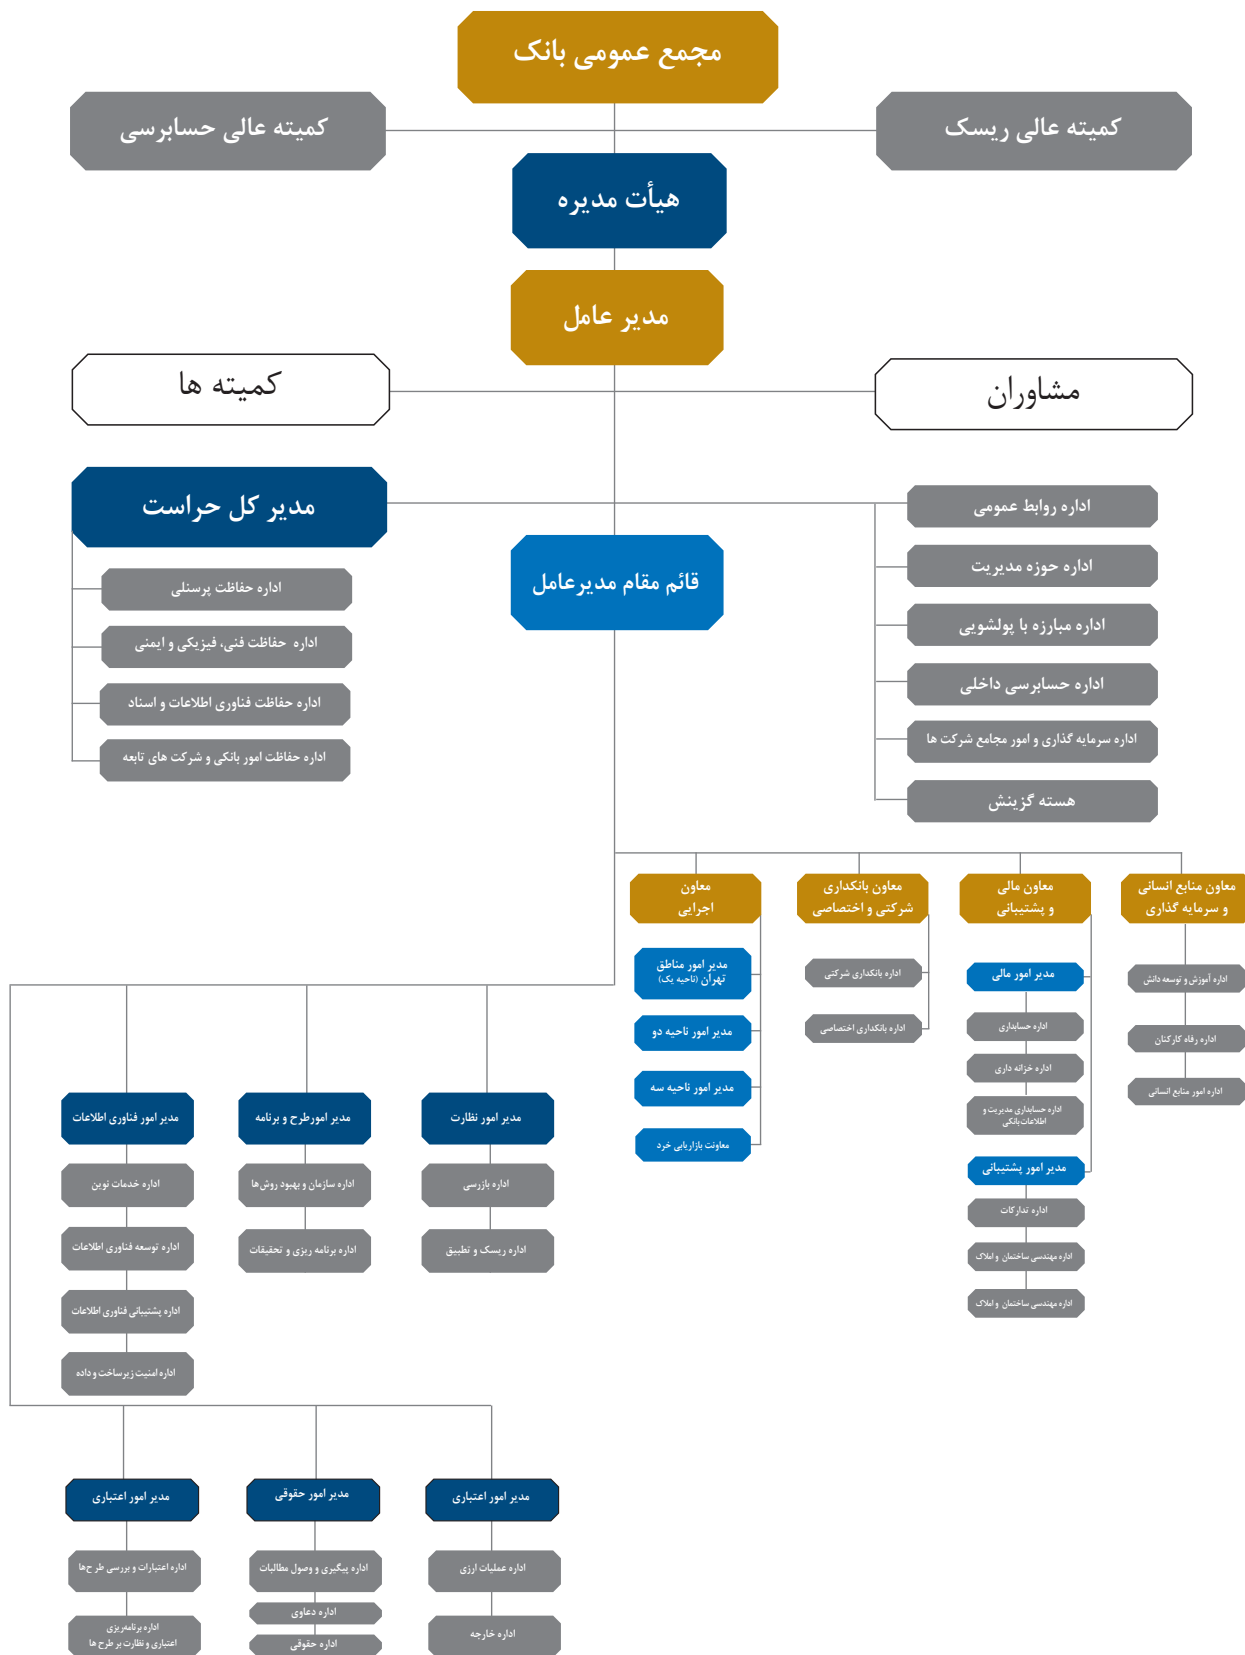 مجمع عمومی بانک
کمیته عالی ریسک
کمیته عالی حسابرسی
هیأت مدیره
مدیر عامل
مشاوران
کمیته ها
مدیر کل حراست
اداره حفاظت پرسنلی
اداره حفاظت فنی، فیزیکی و ایمنی
اداره حفاظت فناوری اطلاعات و اسناد
اداره حفاظت امور بانکی و شرکت های تابعه
اداره روابط عمومی
اداره حوزه مدیریت
اداره مبارزه با پولشویی
اداره حسابرسی داخلی
اداره سرمایه گذاری و امور مجامع شرکت ها
هسته گزینش
قائم مقام مدیرعامل
معاون منابع انسانی
و سرمایه گذاری
اداره آموزش و توسعه دانش
اداره رفاه کارکنان
اداره امور منابع انسانی
معاون مالی
و پشتیبانی
مدیر امور مالی
اداره حسابداری
اداره خزانه داری
اداره حسابداری مدیریت و
اطلاعات بانکی
مدیر امور پشتیبانی
اداره تدارکات
اداره مهندسی ساختمان و املاک
اداره مهندسی ساختمان و املاک
معاون بانکداری
شرکتی و اختصاصی
اداره بانکداری شرکتی
اداره بانکداری اختصاصی
معاون
اجرایی
مدیر امور مناطق
تهران (ناحیه یک)
مدیر امور ناحیه دو
مدیر امور ناحیه سه
معاونت بازاریابی خرد
مدیر امور نظارت
اداره بازرسی
اداره ریسک و تطبیق
مدیر امورطرح و برنامه
اداره سازمان و بهبود روش‌ها
اداره برنامه ریزی و تحقیقات
مدیر امور فناوری اطلاعات
اداره خدمات نوین
اداره توسعه فناوری اطلاعات
اداره پشتیبانی فناوری اطلاعات
اداره امنیت زیرساخت و داده
مدیر امور اعتباری
اداره عملیات ارزی
اداره خارجه
مدیر امور حقوقی
اداره پیگیری و وصول مطالبات
اداره دعاوی
اداره حقوقی
مدیر امور اعتباری
اداره اعتبارات و بررسی طرح‌ها
اداره برنامه‌ریزی
اعتباری و نظارت بر طرح ها